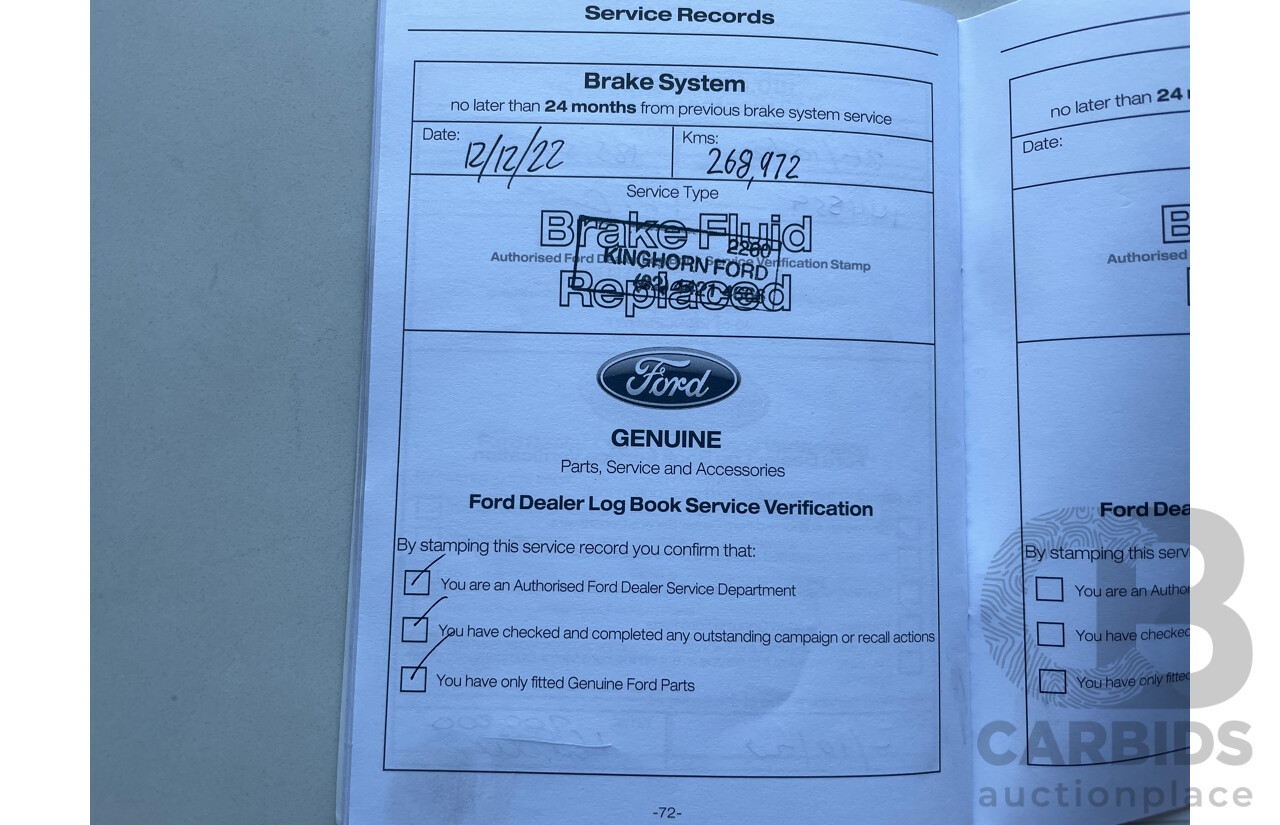 Service Records
Brake System
no later than 24 months from previous brake system service
Date: 12/12/22
Kms: 268,972
Service Type
Brake Fluid
2260
Authorised Ford Service Verification Stamp
KINGHORN FORD
Replaced
Ford
GENUINE
Parts, Service and Accessories
Ford Dealer Log Book Service Verification
By stamping this service record you confirm that:
You are an Authorised Ford Dealer Service Department
You have checked and completed any outstanding campaign or recall actions
You have only fitted Genuine Ford Parts
-72-
no later than 24
Date:
B
Authorised
Ford Dea
By stamping this serv
You are an Autho
You have checked
You have only fitted
CARBIDS
auctionplace